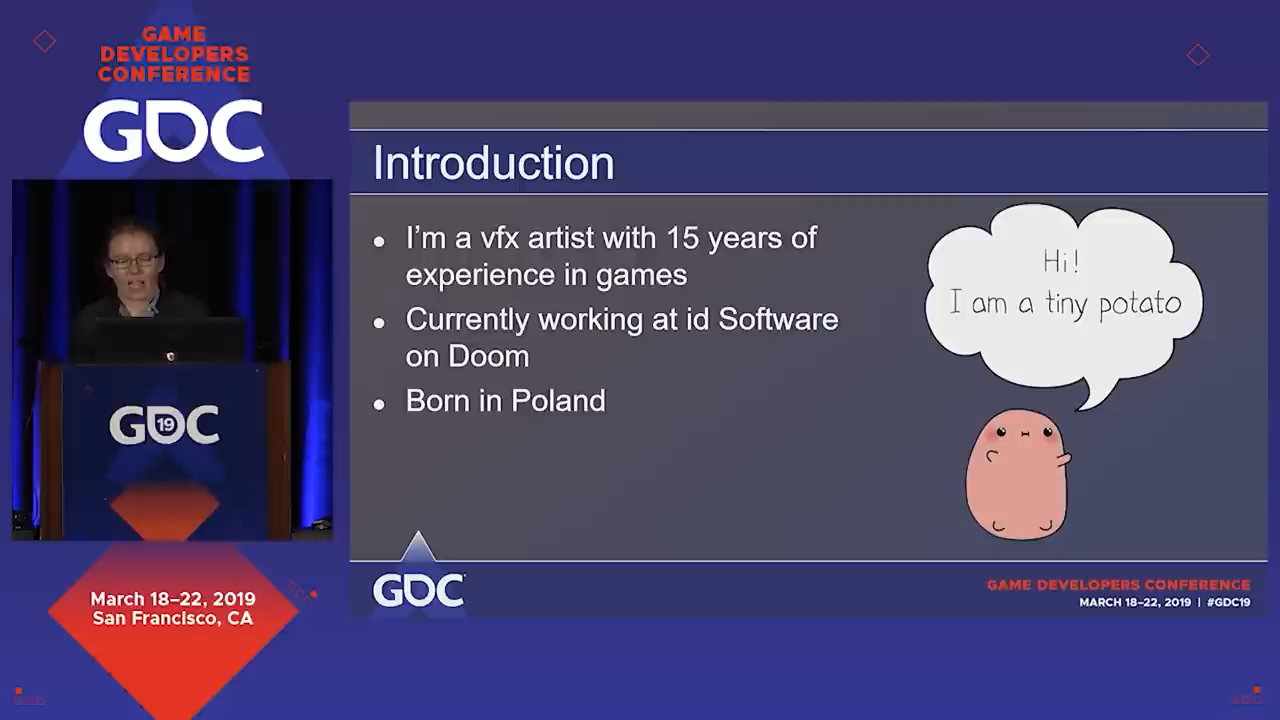 GAME
DEVELOPERS
CONFERENCE
GDC
Introduction
I'm a vfx artist with 15 years of
experience in games
Currently working at id Software
on Doom
Born in Poland
Hi!
I am a tiny potato
GDC
19
March 18–22, 2019
San Francisco, CA
GDC
GAME DEVELOPERS CONFERENCE
MARCH 18–22, 2019 | #GDC19